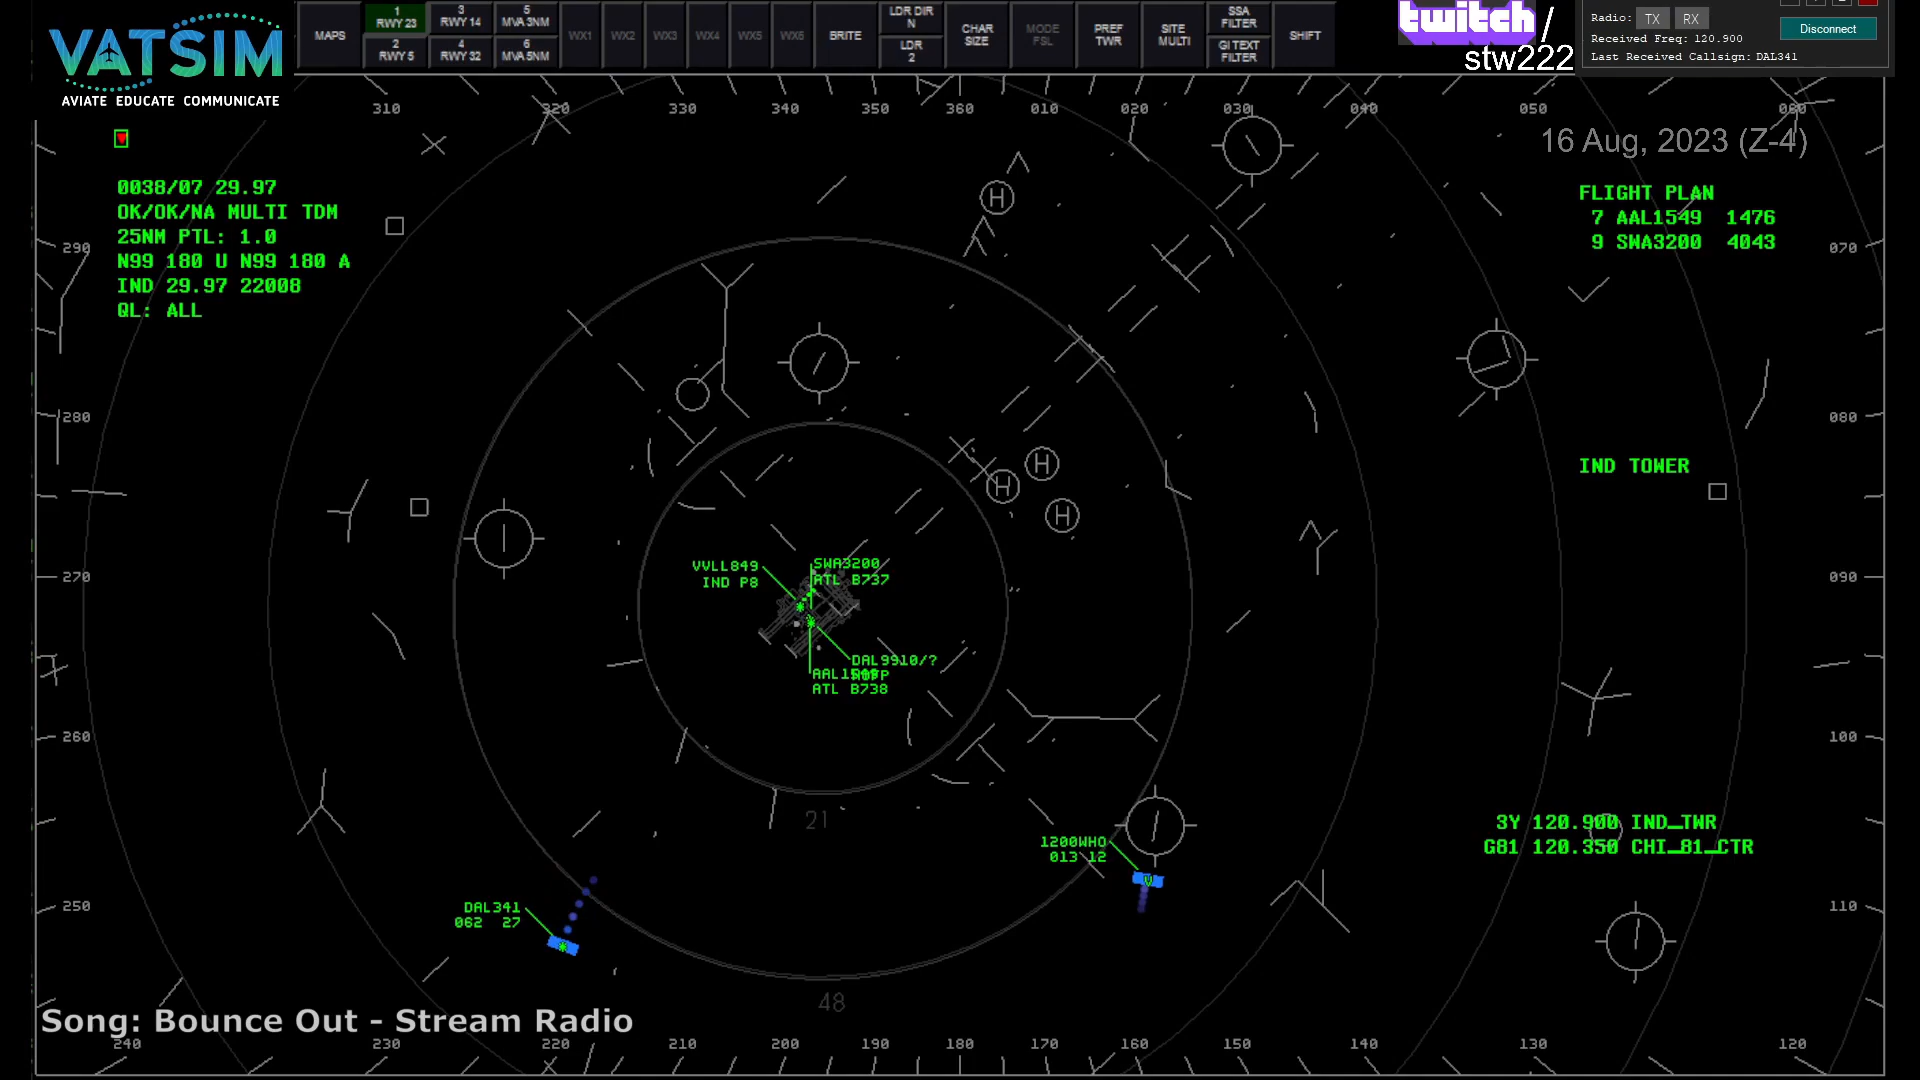 VATSIM
AVIATE EDUCATE COMMUNICATE
MAPS
1
RWY 23
2
RWY 5
3
RWY 14
4
RWY 32
5
MVA 3NM
6
MVA 5NM
WX1
WX2
WX3
WX4
WX5
WX6
BRITE
LDR DIR
N
LDR
2
CHAR
SIZE
MODE
FSL
PREF
TWR
SITE
MULTI
SSA
FILTER
GI TEXT
FILTER
SHIFT
twitch /
stw222
Radio: TX RX
Received Freq: 120.900
Last Received Callsign: DAL341
Disconnect
310 320 330 340 350 360 010 020 030 040 050 060
16 Aug, 2023 (Z-4)
0038/07 29.97
OK/OK/NA MULTI TDM
25NM PTL: 1.0
N99 180 U N99 180 A
IND 29.97 22008
QL: ALL
FLIGHT PLAN
7 AAL1549 1476
9 SWA3200 4043
H
290 070
280 080
H
H
H
IND TOWER
270 090
VVLL849
IND P8
SWA3200
ATL B737
DAL9910/?
ATL B738
260 100
21
3Y 120.900 IND_TWR
G81 120.350 CHI_81_CTR
1200WHO
013 12
V
DAL341
062 27
250 110
48
Song: Bounce Out - Stream Radio
240 230 220 210 200 190 180 170 160 150 140 130 120